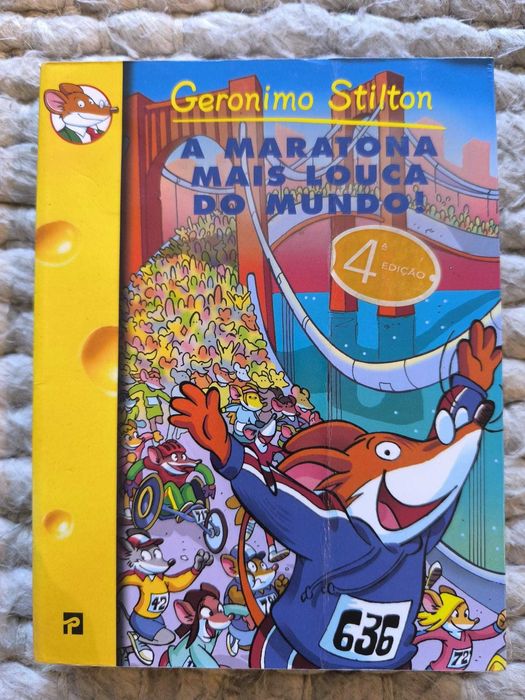 Geronimo Stilton
A MARATONA
MAIS LOUCA
DO MUNDO!
4ª
EDIÇÃO
42
636
72